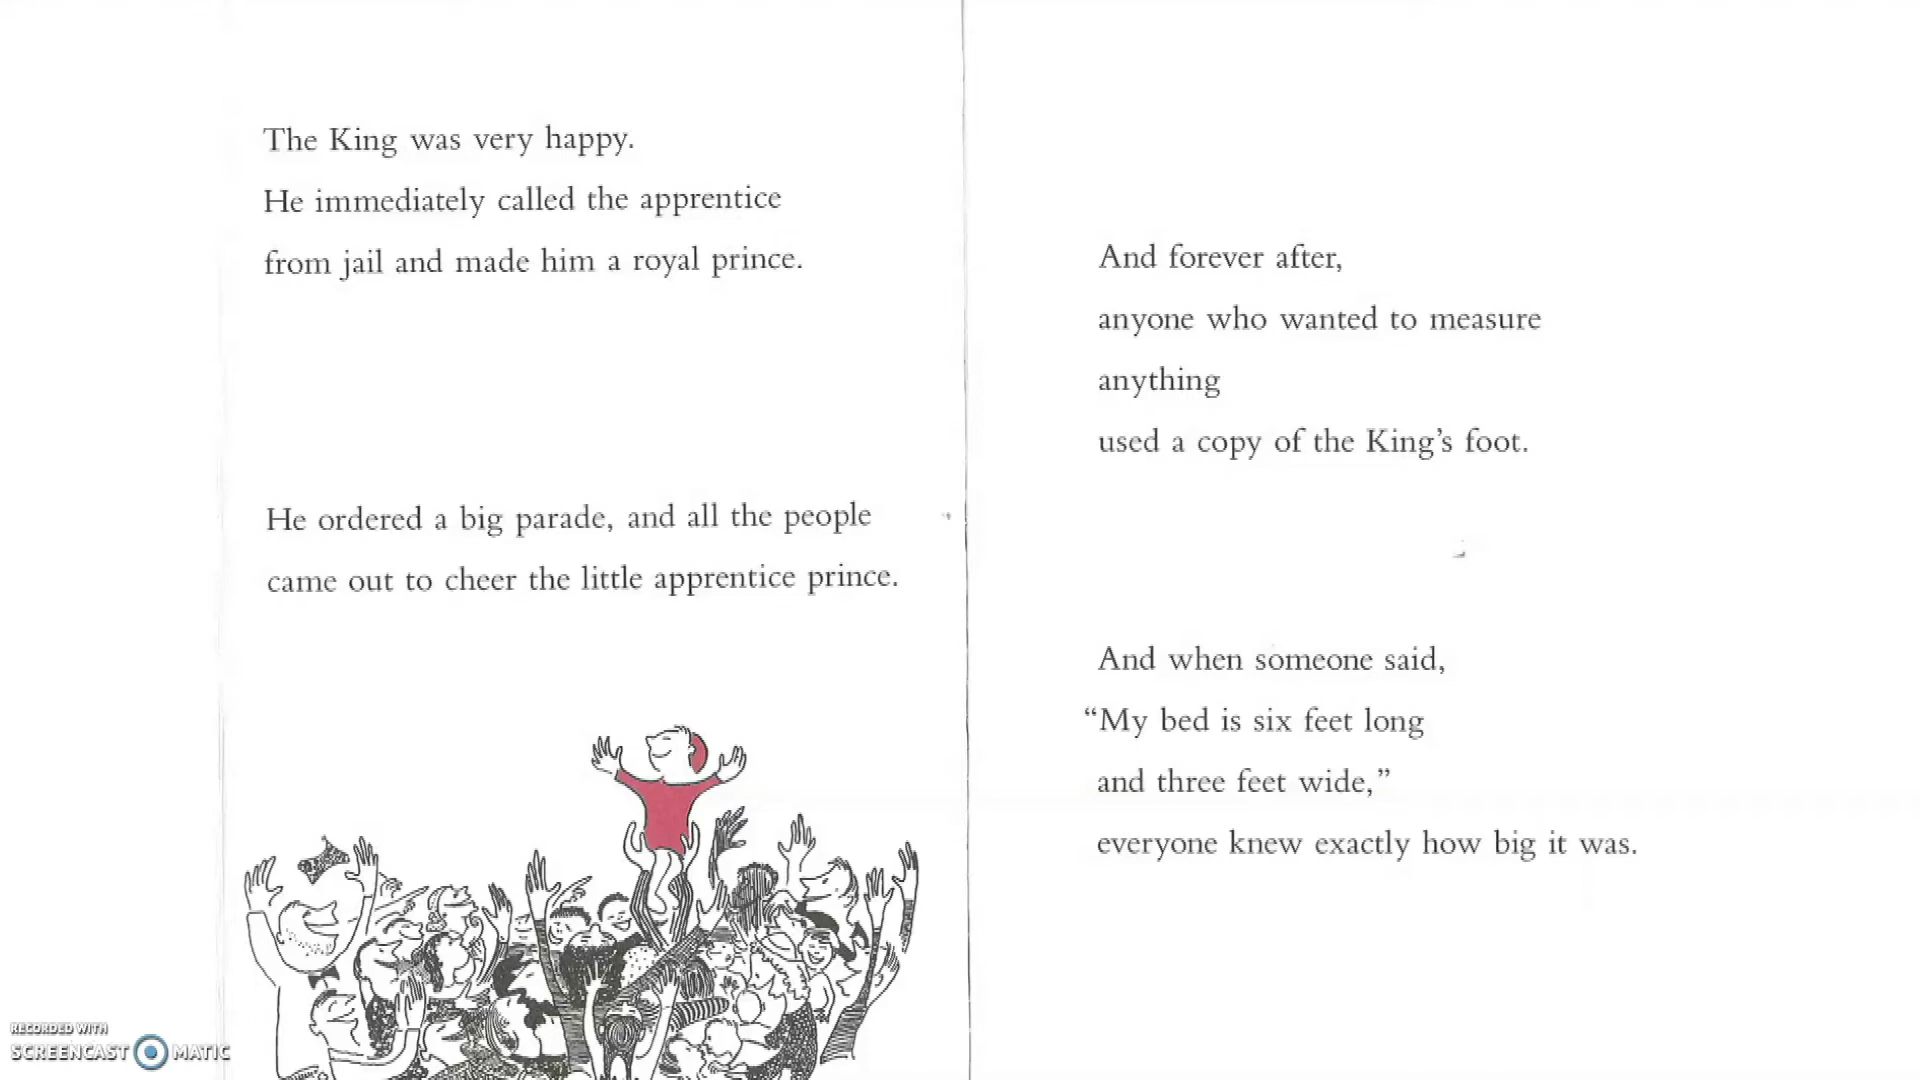 The King was very happy.
He immediately called the apprentice
from jail and made him a royal prince.
He ordered a big parade, and all the people
came out to cheer the little apprentice prince.
And forever after,
anyone who wanted to measure
anything
used a copy of the King’s foot.
And when someone said,
“My bed is six feet long
and three feet wide,”
everyone knew exactly how big it was.
RECORDED WITH
SCREENCAST MATIC